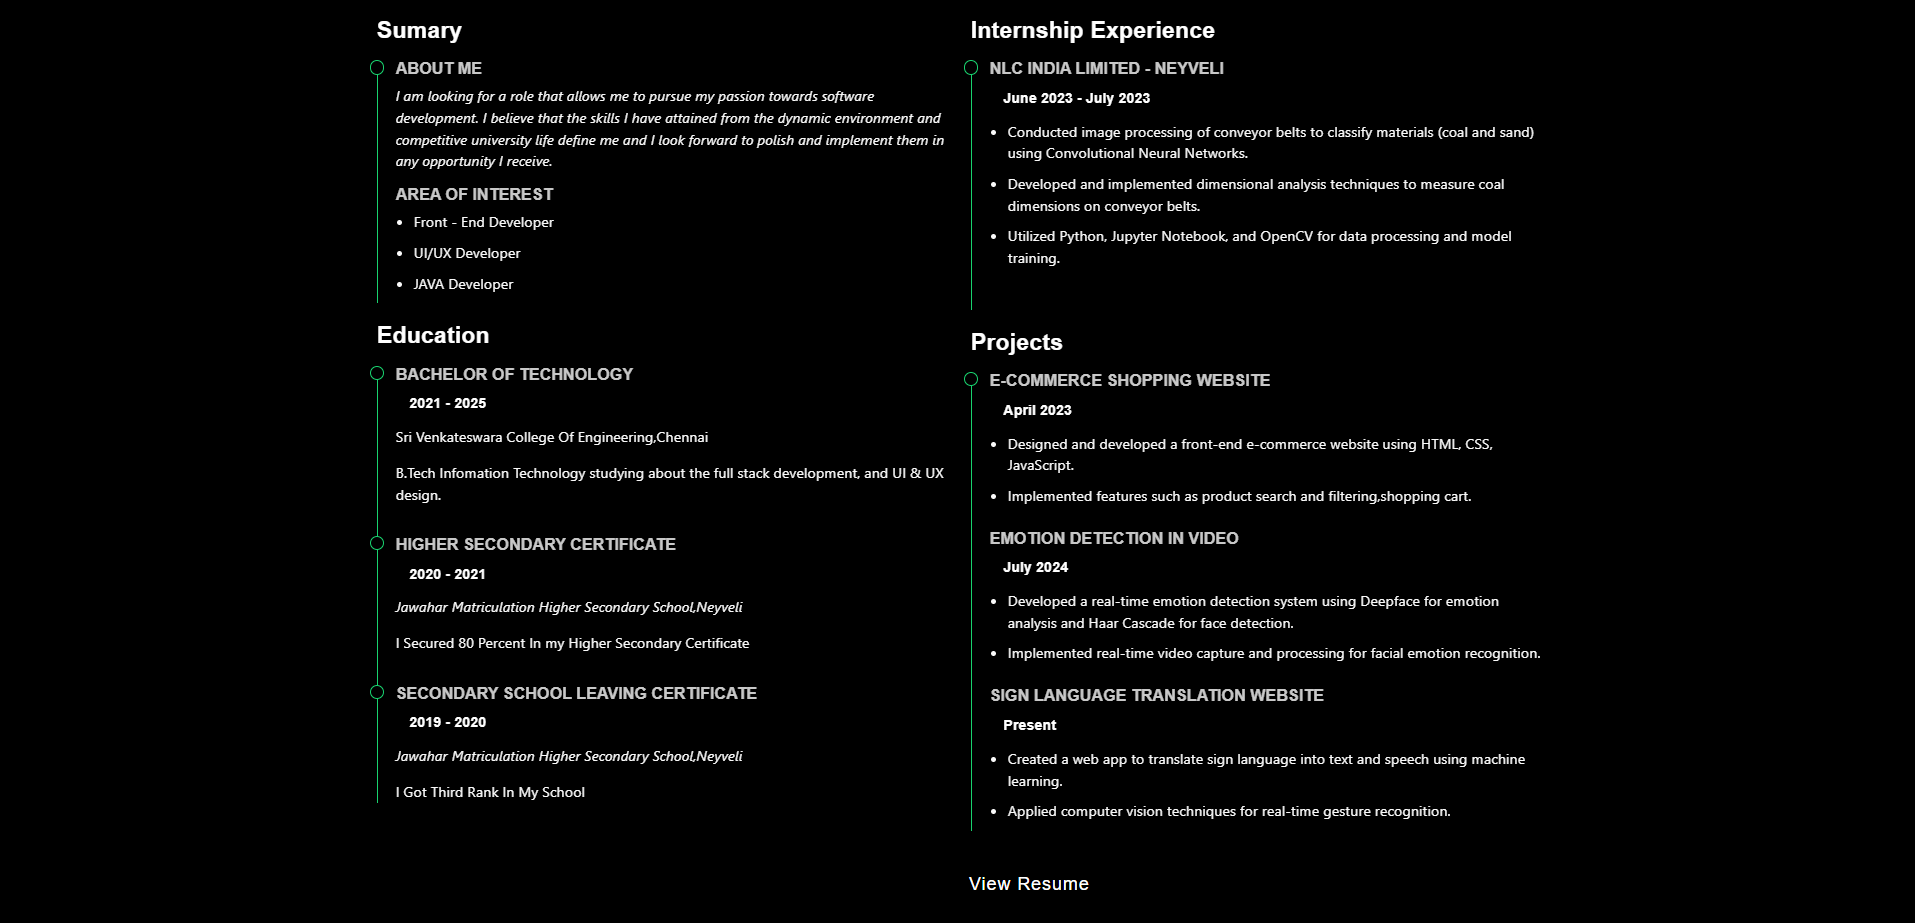 Sumary
ABOUT ME
I am looking for a role that allows me to pursue my passion towards software
development. I believe that the skills I have attained from the dynamic environment and
competitive university life define me and I look forward to polish and implement them in
any opportunity I receive.
AREA OF INTEREST
• Front - End Developer
• UI/UX Developer
• JAVA Developer
Education
BACHELOR OF TECHNOLOGY
2021 - 2025
Sri Venkateswara College Of Engineering,Chennai
B.Tech Infomation Technology studying about the full stack development, and UI & UX
design.
HIGHER SECONDARY CERTIFICATE
2020 - 2021
Jawahar Matriculation Higher Secondary School,Neyveli
I Secured 80 Percent In my Higher Secondary Certificate
SECONDARY SCHOOL LEAVING CERTIFICATE
2019 - 2020
Jawahar Matriculation Higher Secondary School,Neyveli
I Got Third Rank In My School
Internship Experience
NLC INDIA LIMITED - NEYVELI
June 2023 - July 2023
• Conducted image processing of conveyor belts to classify materials (coal and sand)
using Convolutional Neural Networks.
• Developed and implemented dimensional analysis techniques to measure coal
dimensions on conveyor belts.
• Utilized Python, Jupyter Notebook, and OpenCV for data processing and model
training.
Projects
E-COMMERCE SHOPPING WEBSITE
April 2023
• Designed and developed a front-end e-commerce website using HTML, CSS,
JavaScript.
• Implemented features such as product search and filtering,shopping cart.
EMOTION DETECTION IN VIDEO
July 2024
• Developed a real-time emotion detection system using Deepface for emotion
analysis and Haar Cascade for face detection.
• Implemented real-time video capture and processing for facial emotion recognition.
SIGN LANGUAGE TRANSLATION WEBSITE
Present
• Created a web app to translate sign language into text and speech using machine
learning.
• Applied computer vision techniques for real-time gesture recognition.
View Resume